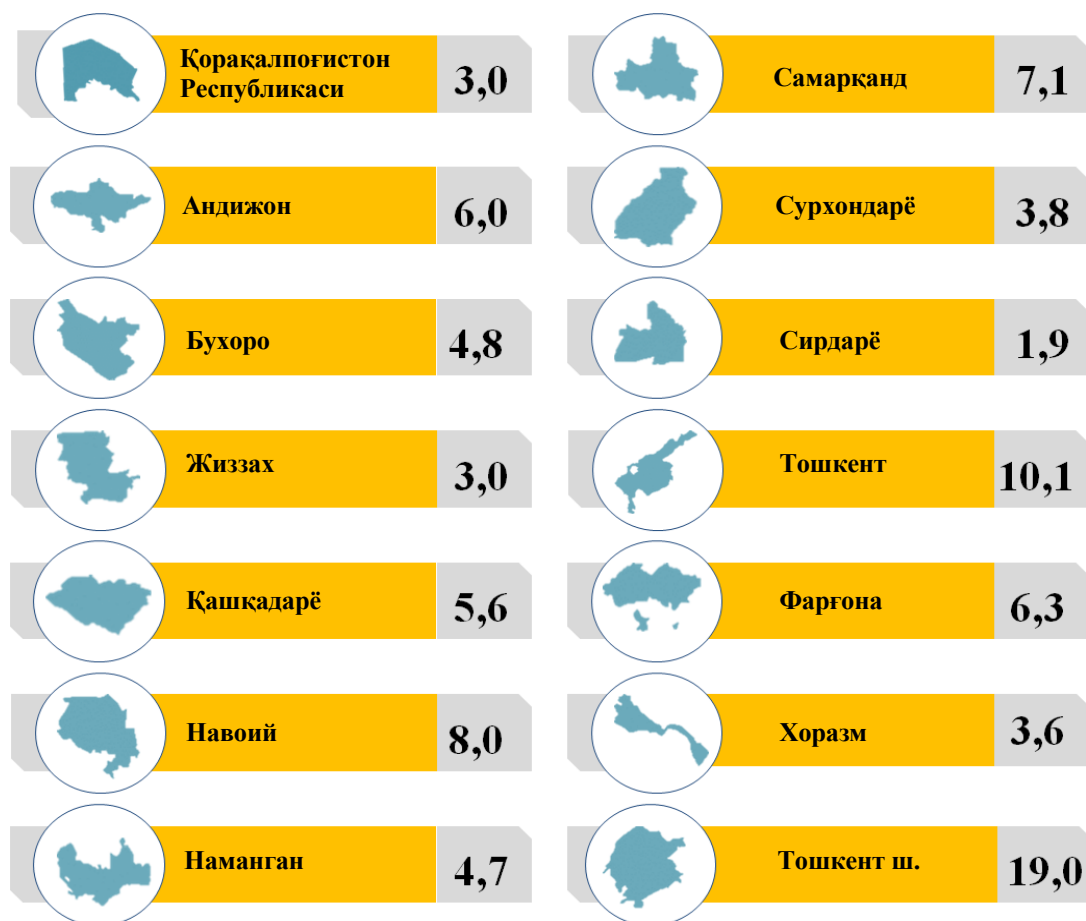 Қорақалпоғистон
Республикаси
3,0
Андижон
6,0
Бухоро
4,8
Жиззах
3,0
Қашқадарё
5,6
Навоий
8,0
Наманган
4,7
Самарқанд
7,1
Сурхондарё
3,8
Сирдарё
1,9
Тошкент
10,1
Фарғона
6,3
Хоразм
3,6
Тошкент ш.
19,0